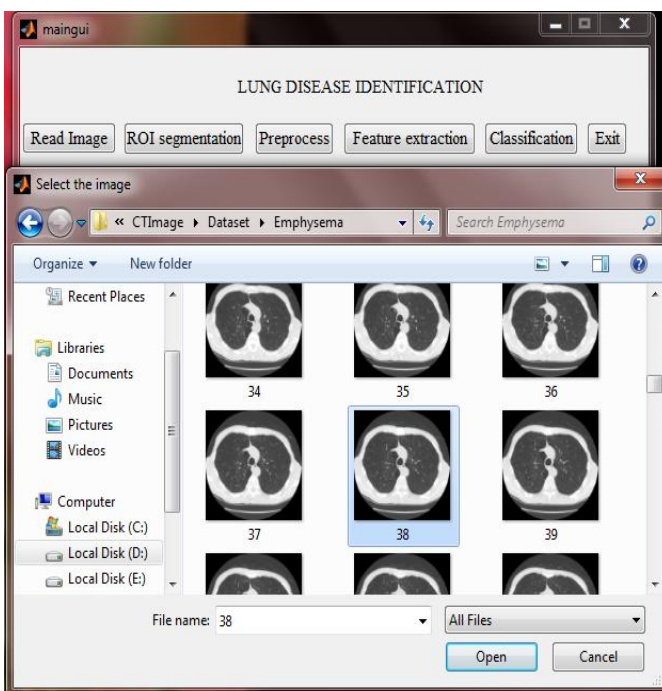 maingui
LUNG DISEASE IDENTIFICATION
Read Image ROI segmentation Preprocess Feature extraction Classification Exit
Select the image
« CTImage ▸ Dataset ▸ Emphysema Search Emphysema
Organize New folder
Recent Places
Libraries
Documents
Music
Pictures
Videos
Computer
Local Disk (C:)
Local Disk (D:)
Local Disk (E:)
34 35 36
37 38 39
File name: 38 All Files
Open Cancel